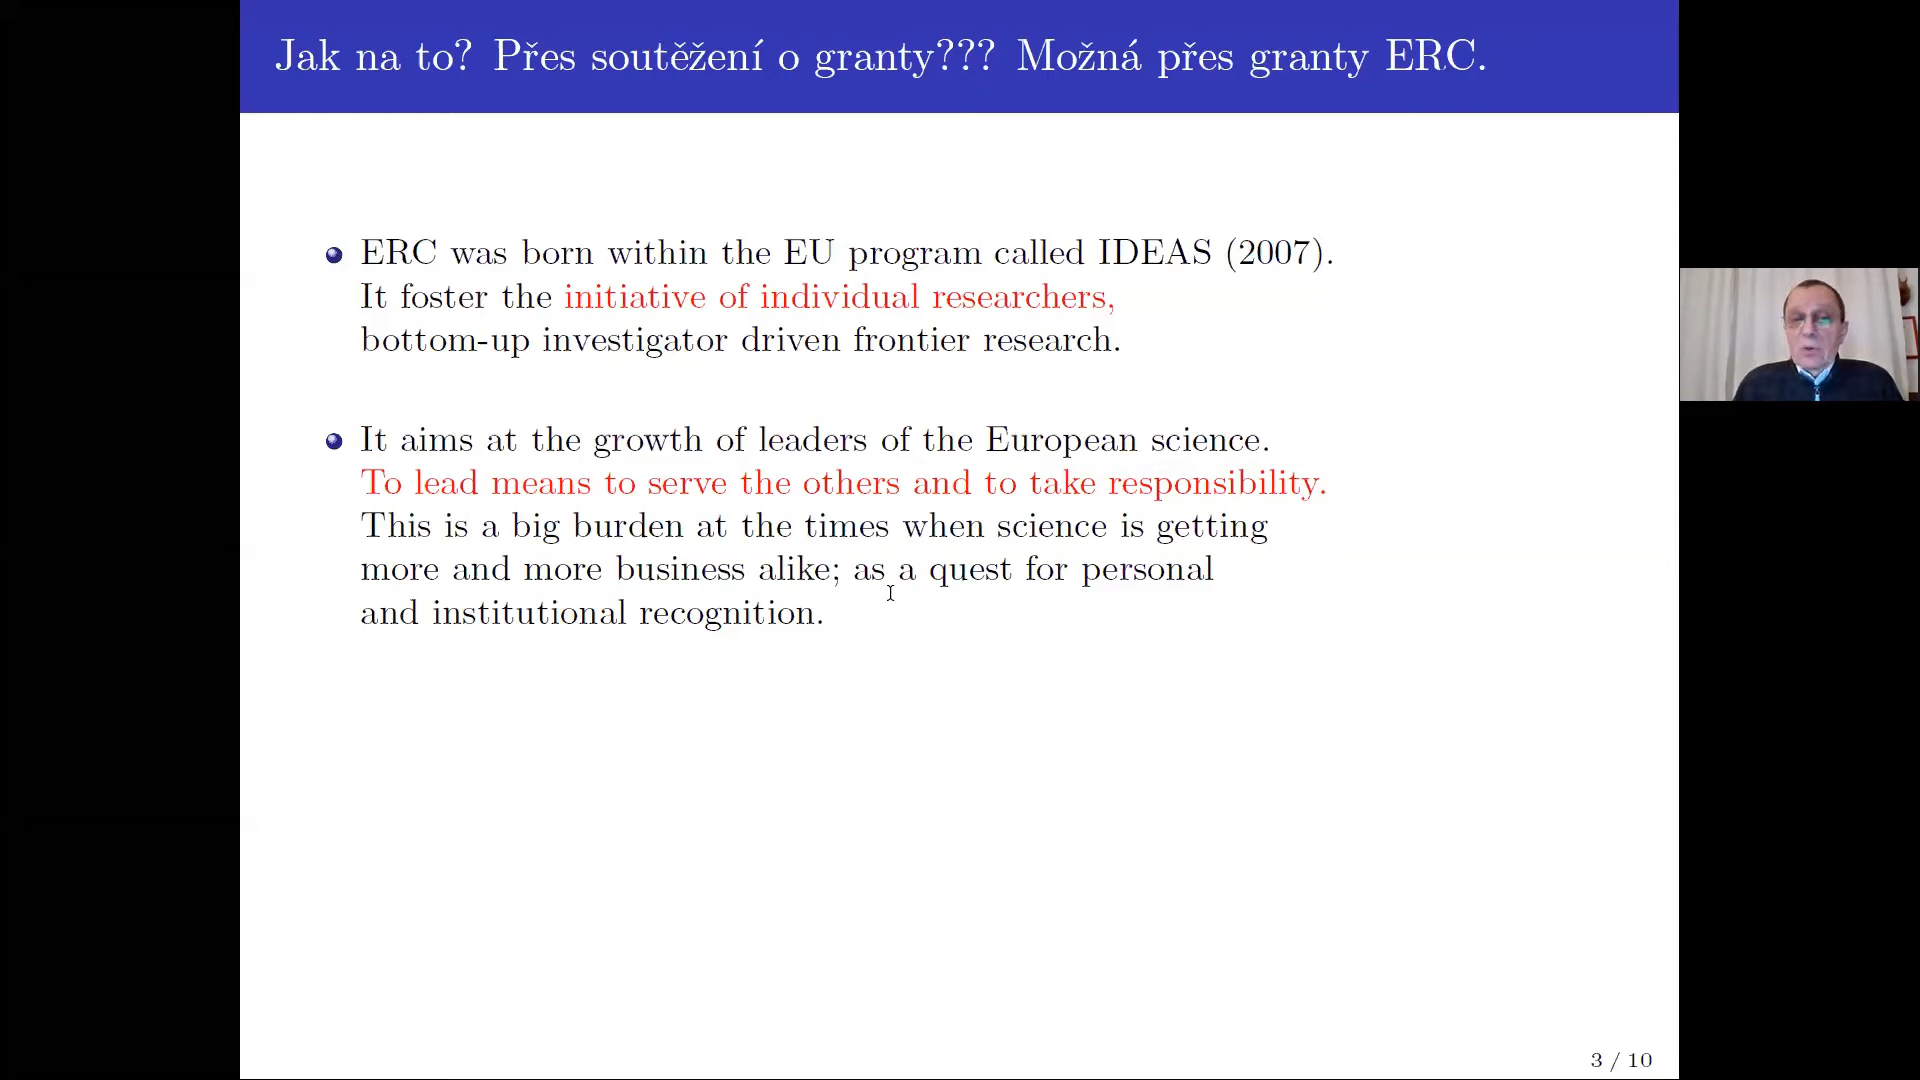 Jak na to? Přes soutěžení o granty??? Možná přes granty ERC.
ERC was born within the EU program called IDEAS (2007).
It foster the initiative of individual researchers,
bottom-up investigator driven frontier research.
It aims at the growth of leaders of the European science.
To lead means to serve the others and to take responsibility.
This is a big burden at the times when science is getting
more and more business alike; as a quest for personal
and institutional recognition.
3 / 10